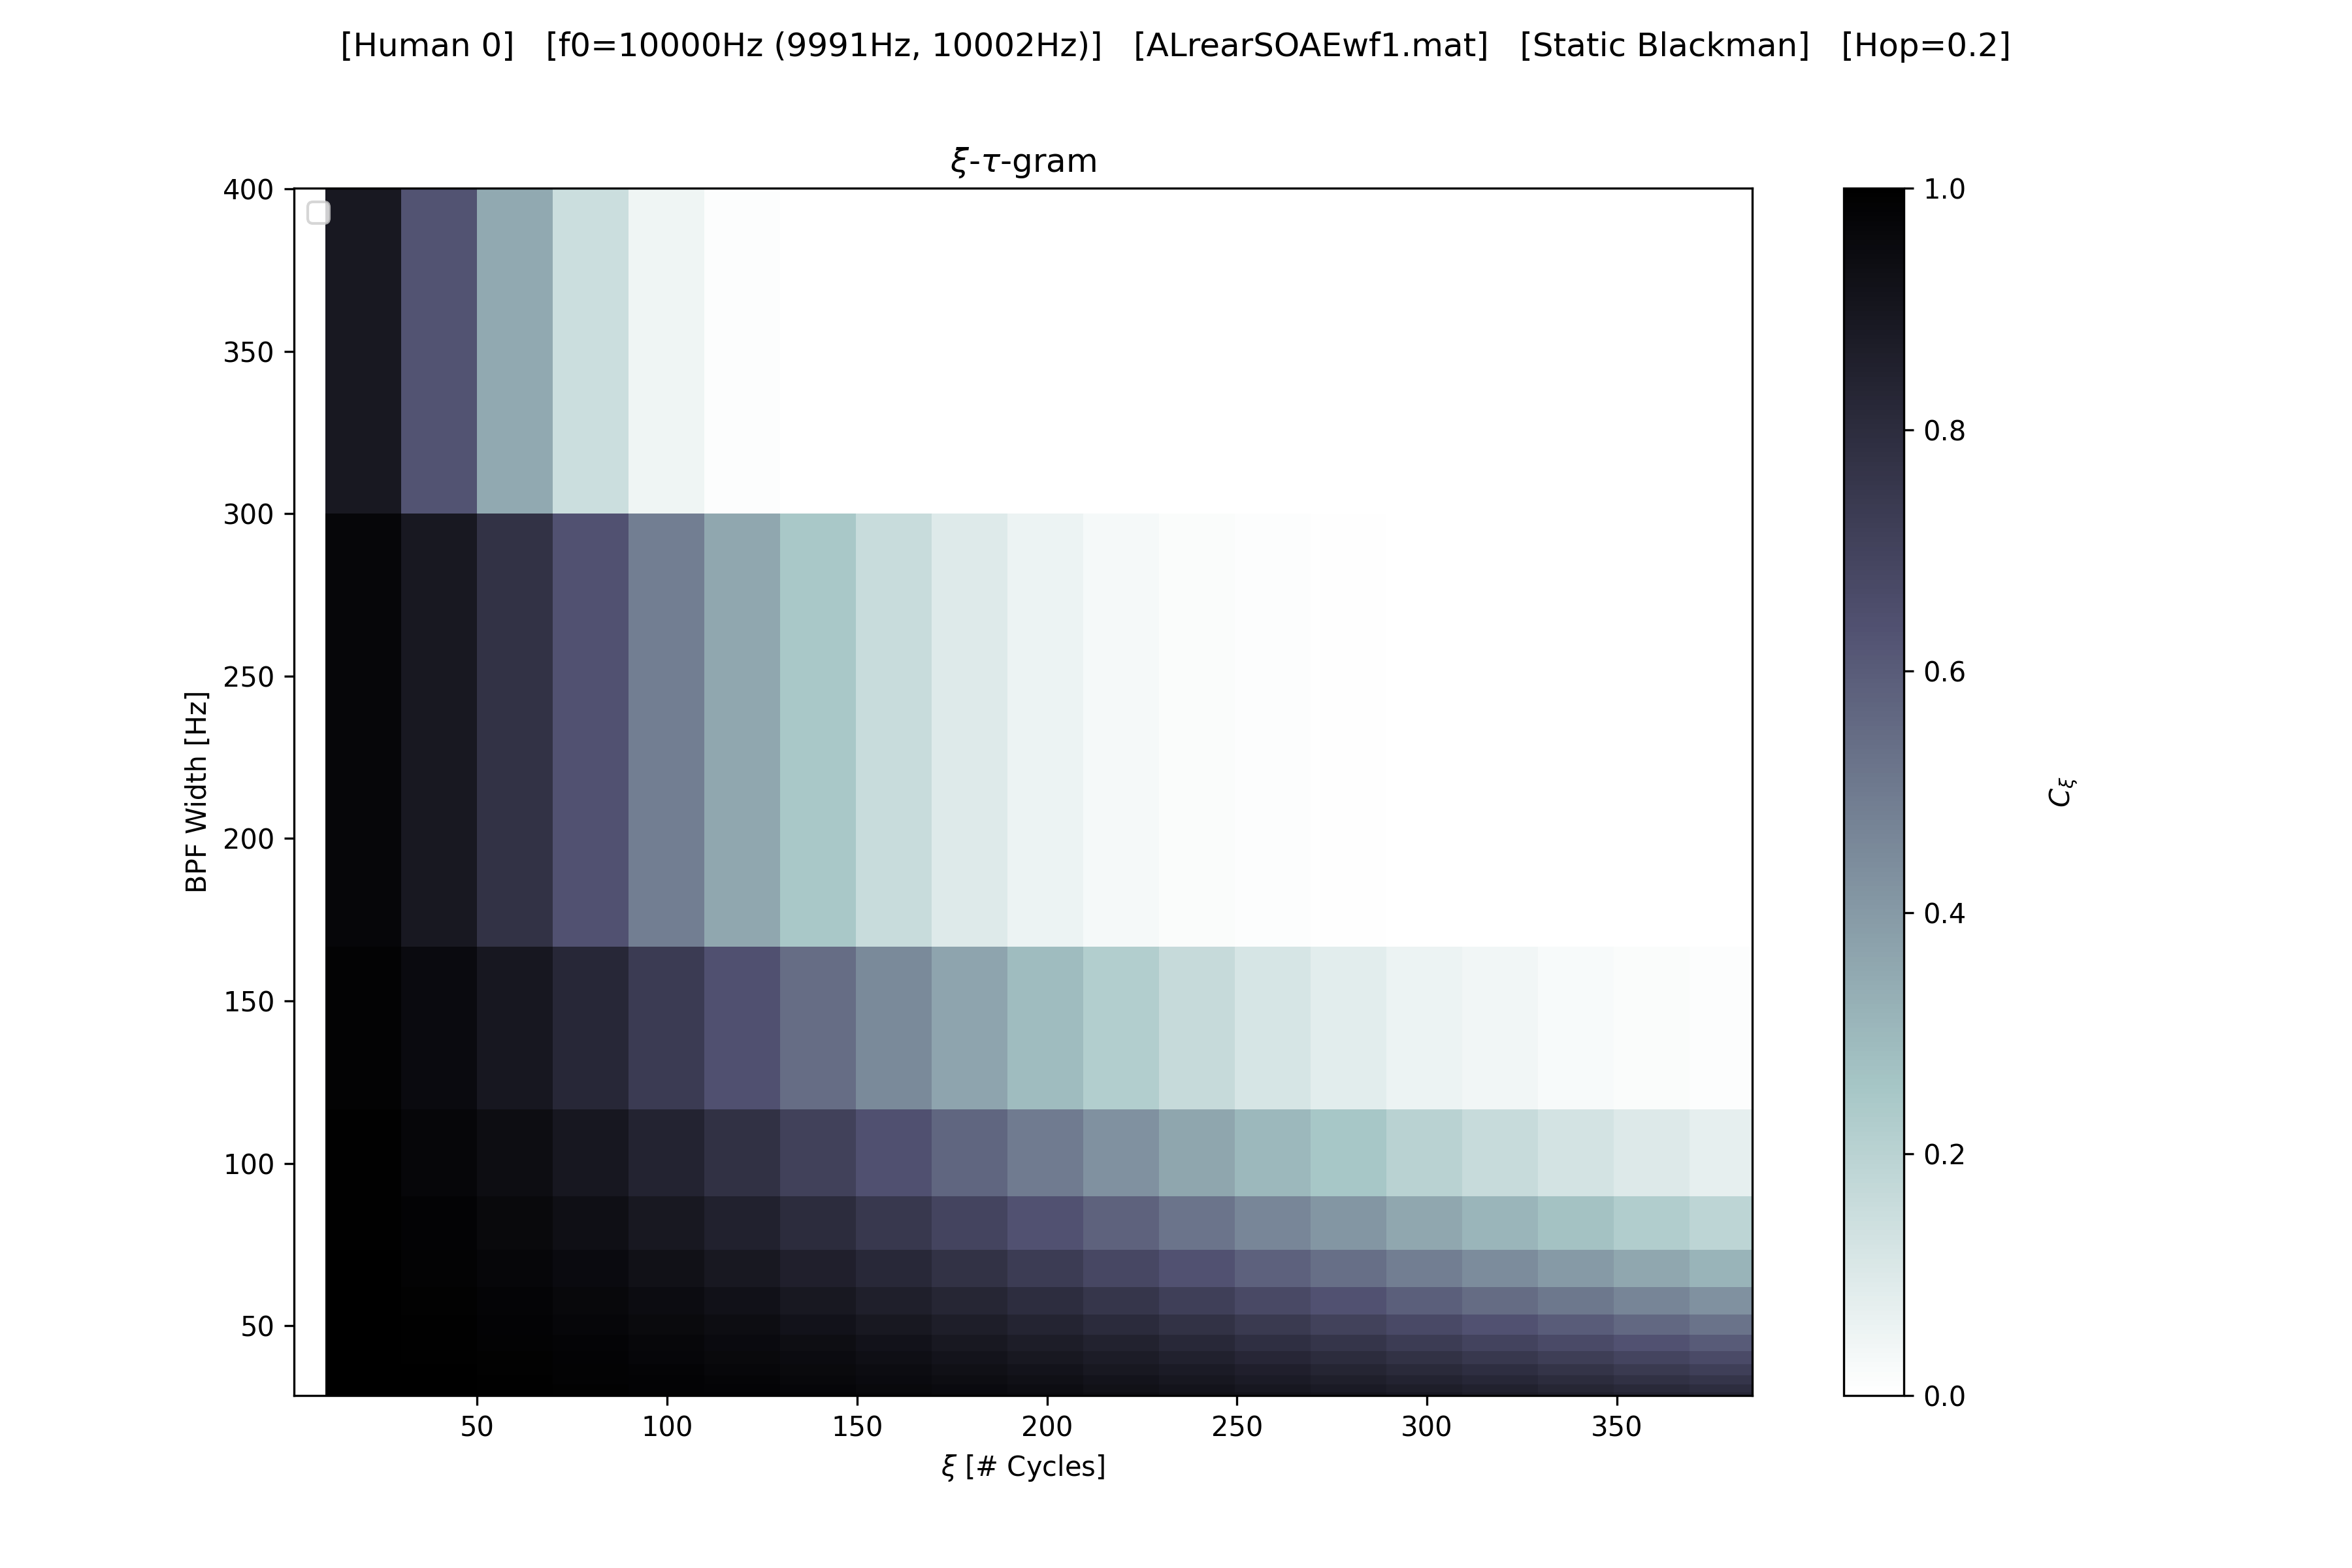 [Human 0]   [f0=10000Hz (9991Hz, 10002Hz)]   [ALrearSOAEwf1.mat]   [Static Blackman]   [Hop=0.2]
ξ-τ-gram
400
350
300
250
200
150
100
50
BPF Width [Hz]
50 100 150 200 250 300 350
ξ [# Cycles]
1.0
0.8
0.6
0.4
0.2
0.0
C_ξ